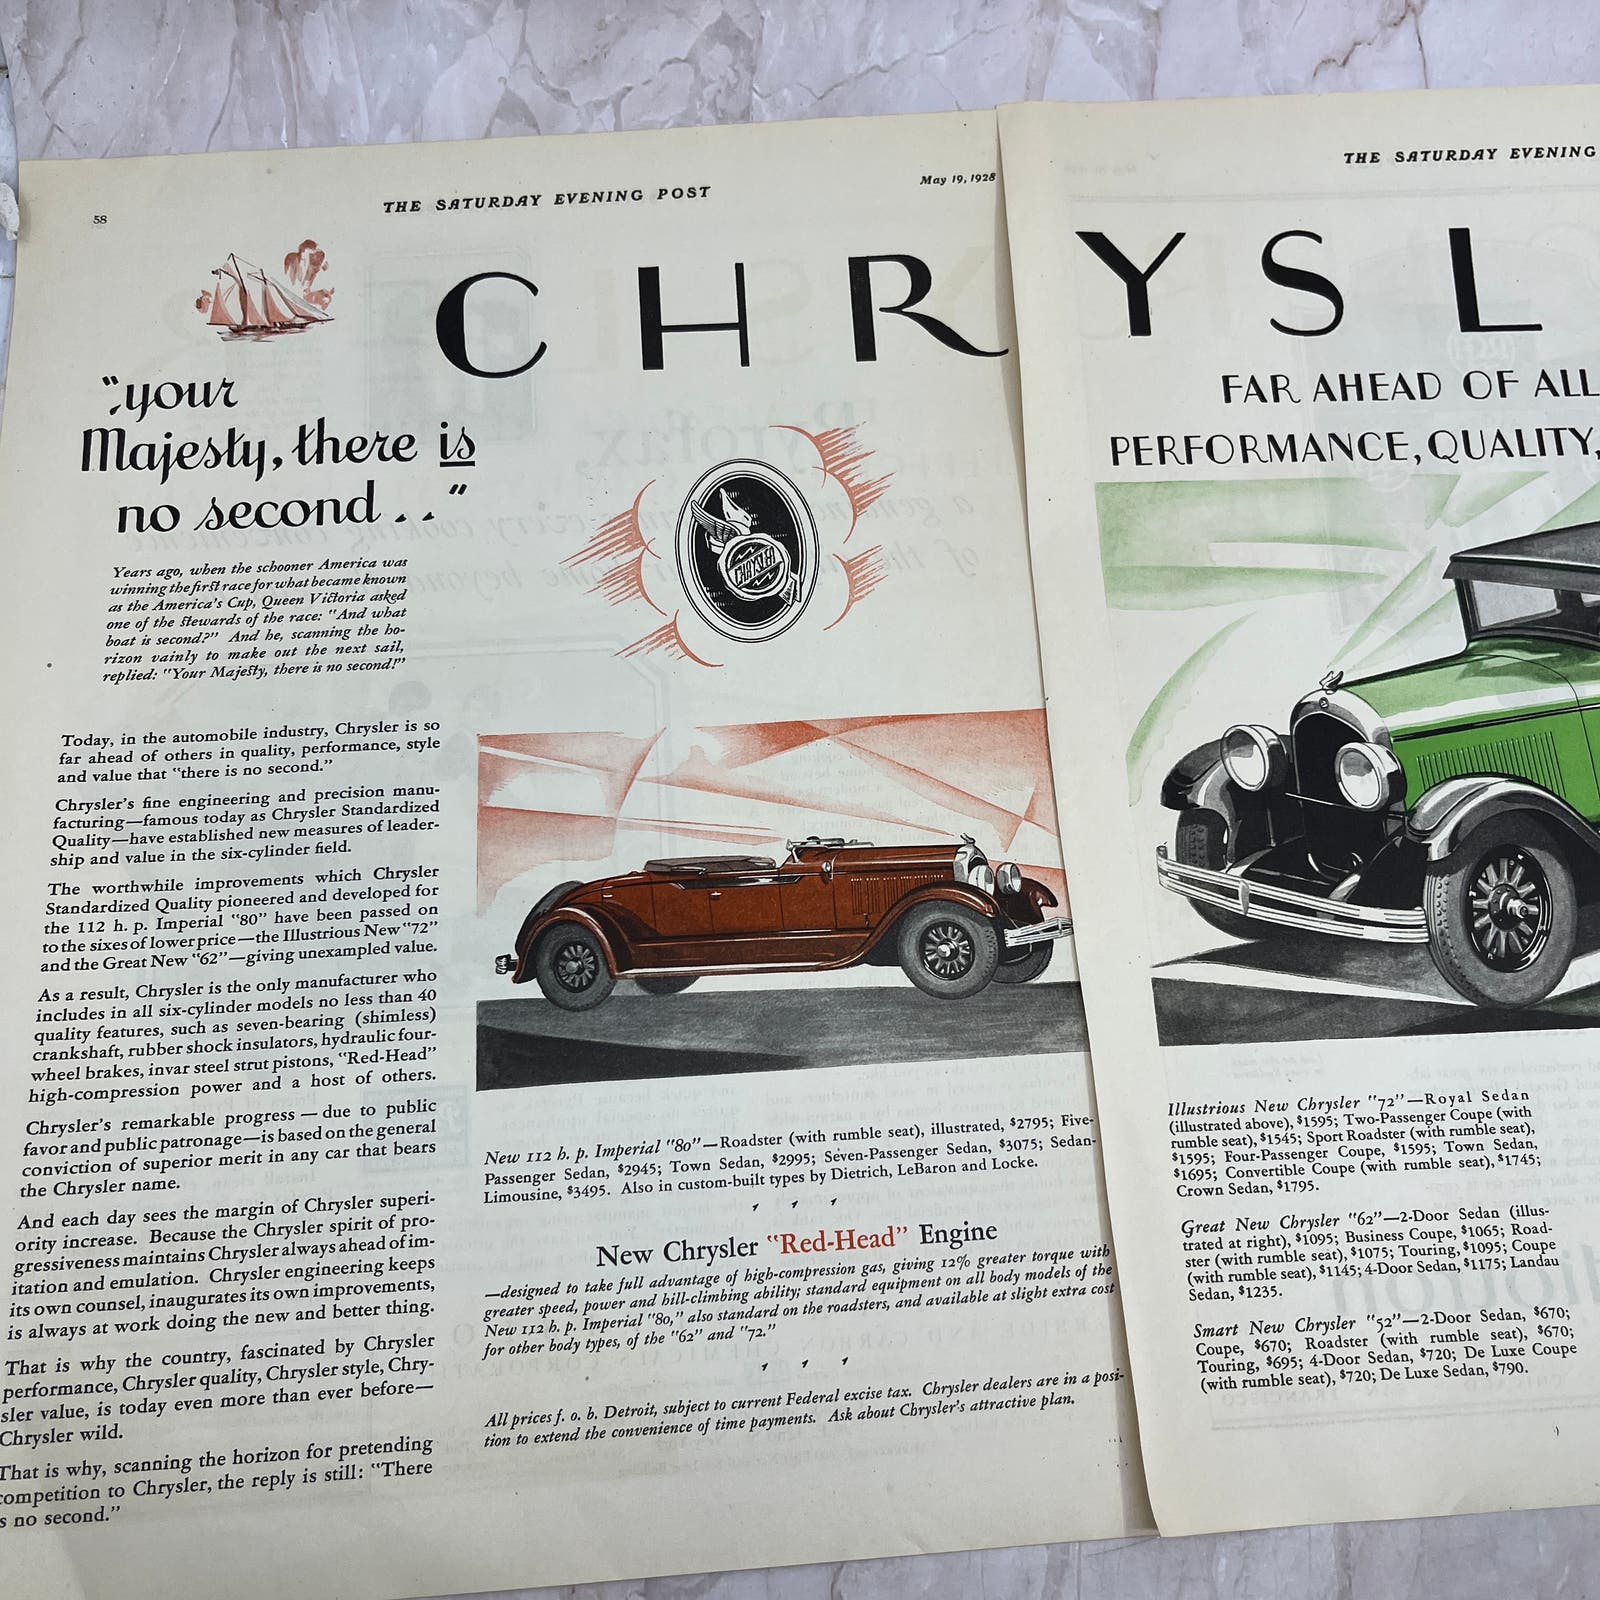 58
THE SATURDAY EVENING POST
May 19, 1928
CHR
"your
Majesty, there is
no second . ."
Years ago, when the schooner America was
winning the first race for what became known
as the America's Cup, Queen Victoria asked
one of the stewards of the race: "And what
boat is second?" And he, scanning the ho-
rizon vainly to make out the next sail,
replied: "Your Majesty, there is no second!"
CHRYSLER
Today, in the automobile industry, Chrysler is so
far ahead of others in quality, performance, style
and value that "there is no second."
Chrysler's fine engineering and precision manu-
facturing—famous today as Chrysler Standardized
Quality—have established new measures of leader-
ship and value in the six-cylinder field.
The worthwhile improvements which Chrysler
Standardized Quality pioneered and developed for
the 112 h. p. Imperial "80" have been passed on
to the sixes of lower price—the Illustrious New "72"
and the Great New "62"—giving unexampled value.
As a result, Chrysler is the only manufacturer who
includes in all six-cylinder models no less than 40
quality features, such as seven-bearing (shimless)
crankshaft, rubber shock insulators, hydraulic four-
wheel brakes, invar steel strut pistons, "Red-Head"
high-compression power and a host of others.
Chrysler's remarkable progress — due to public
favor and public patronage—is based on the general
conviction of superior merit in any car that bears
the Chrysler name.
And each day sees the margin of Chrysler superi-
ority increase. Because the Chrysler spirit of pro-
gressiveness maintains Chrysler always ahead of im-
itation and emulation. Chrysler engineering keeps
its own counsel, inaugurates its own improvements,
is always at work doing the new and better thing.
That is why the country, fascinated by Chrysler
performance, Chrysler quality, Chrysler style, Chry-
sler value, is today even more than ever before—
Chrysler wild.
That is why, scanning the horizon for pretending
competition to Chrysler, the reply is still: "There
s no second."
New 112 h. p. Imperial "80"—Roadster (with rumble seat), illustrated, $2795; Five-
Passenger Sedan, $2945; Town Sedan, $2995; Seven-Passenger Sedan, $3075; Sedan-
Limousine, $3495. Also in custom-built types by Dietrich, LeBaron and Locke.
New Chrysler "Red-Head" Engine
—designed to take full advantage of high-compression gas, giving 12% greater torque with
greater speed, power and hill-climbing ability; standard equipment on all body models of the
New 112 h. p. Imperial "80," also standard on the roadsters, and available at slight extra cost
for other body types, of the "62" and "72."
All prices f. o. b. Detroit, subject to current Federal excise tax. Chrysler dealers are in a posi-
tion to extend the convenience of time payments. Ask about Chrysler's attractive plan.
THE SATURDAY EVENING
YSL
FAR AHEAD OF ALL
PERFORMANCE, QUALITY,
Illustrious New Chrysler "72"—Royal Sedan
(illustrated above), $1595; Two-Passenger Coupe (with
rumble seat), $1545; Sport Roadster (with rumble seat),
$1595; Four-Passenger Coupe, $1595; Town Sedan,
$1695; Convertible Coupe (with rumble seat), $1745;
Crown Sedan, $1795.
Great New Chrysler "62"—2-Door Sedan (illus-
trated at right), $1095; Business Coupe, $1065; Road-
ster (with rumble seat), $1075; Touring, $1095; Coupe
(with rumble seat), $1145; 4-Door Sedan, $1175; Landau
Sedan, $1235.
Smart New Chrysler "52"—2-Door Sedan, $670;
Coupe, $670; Roadster (with rumble seat), $670;
Touring, $695; 4-Door Sedan, $720; De Luxe Coupe
(with rumble seat), $720; De Luxe Sedan, $790.